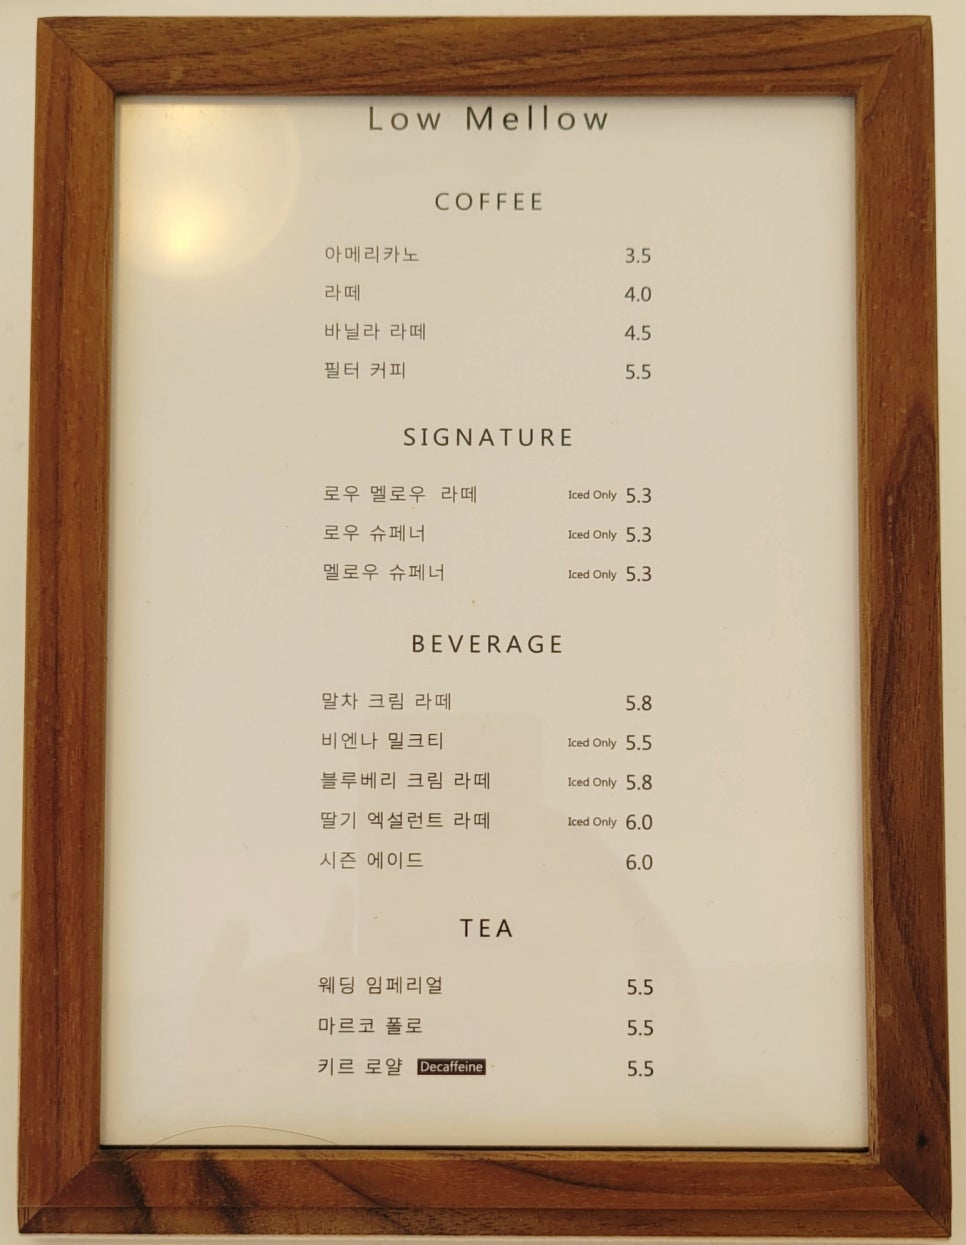 Low Mellow
COFFEE
아메리카노 3.5
라떼 4.0
바닐라 라떼 4.5
필터 커피 5.5
SIGNATURE
로우 멜로우 라떼 Iced Only 5.3
로우 슈페너 Iced Only 5.3
멜로우 슈페너 Iced Only 5.3
BEVERAGE
말차 크림 라떼 5.8
비엔나 밀크티 Iced Only 5.5
블루베리 크림 라떼 Iced Only 5.8
딸기 엑설런트 라떼 Iced Only 6.0
시즌 에이드 6.0
TEA
웨딩 임페리얼 5.5
마르코 폴로 5.5
키르 로얄 Decaffeine 5.5